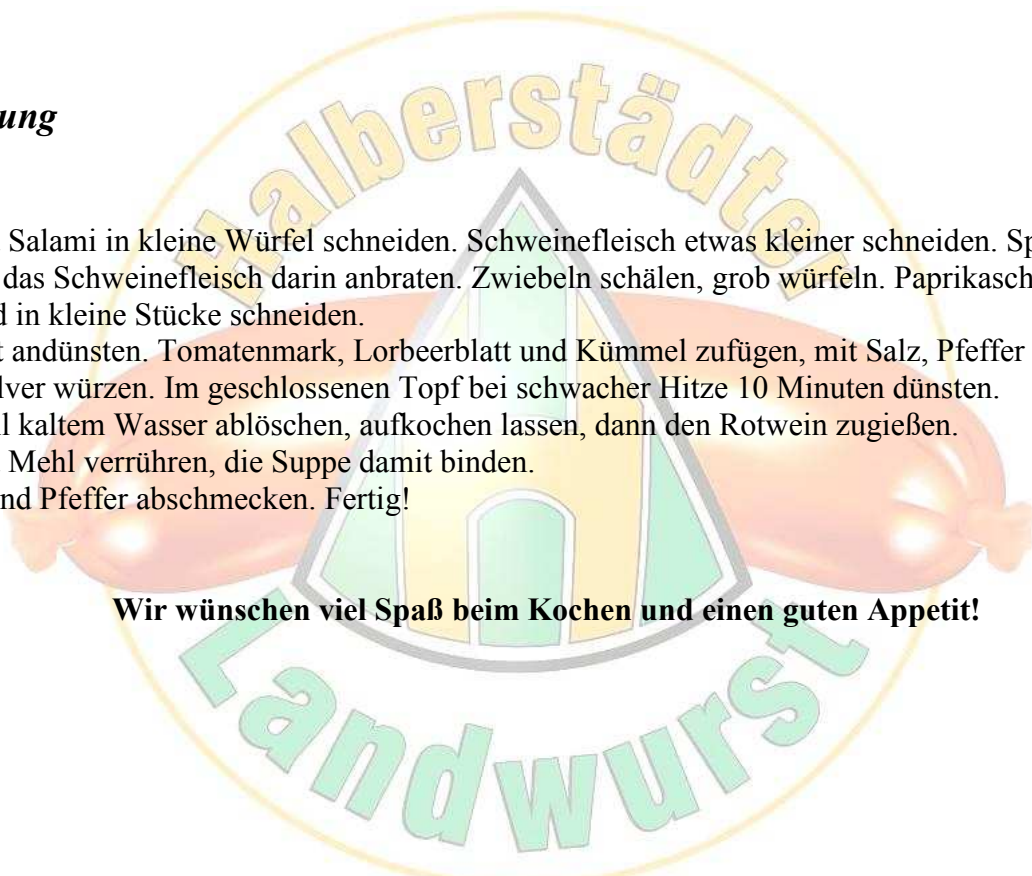 Halberstädter
ung
Salami in kleine Würfel schneiden. Schweinefleisch etwas kleiner schneiden. Sp
das Schweinefleisch darin anbraten. Zwiebeln schälen, grob würfeln. Paprikasch
d in kleine Stücke schneiden.
t andünsten. Tomatenmark, Lorbeerblatt und Kümmel zufügen, mit Salz, Pfeffer
lver würzen. Im geschlossenen Topf bei schwacher Hitze 10 Minuten dünsten.
l kaltem Wasser ablöschen, aufkochen lassen, dann den Rotwein zugießen.
Mehl verrühren, die Suppe damit binden.
nd Pfeffer abschmecken. Fertig!
Wir wünschen viel Spaß beim Kochen und einen guten Appetit!
Landwurst